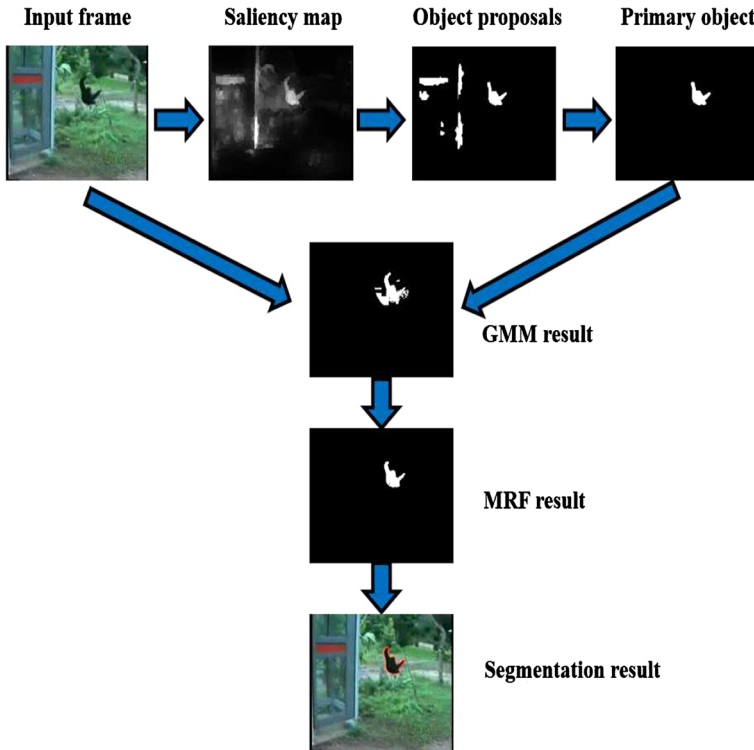 Input frame
Saliency map
Object proposals
Primary object
GMM result
MRF result
Segmentation result